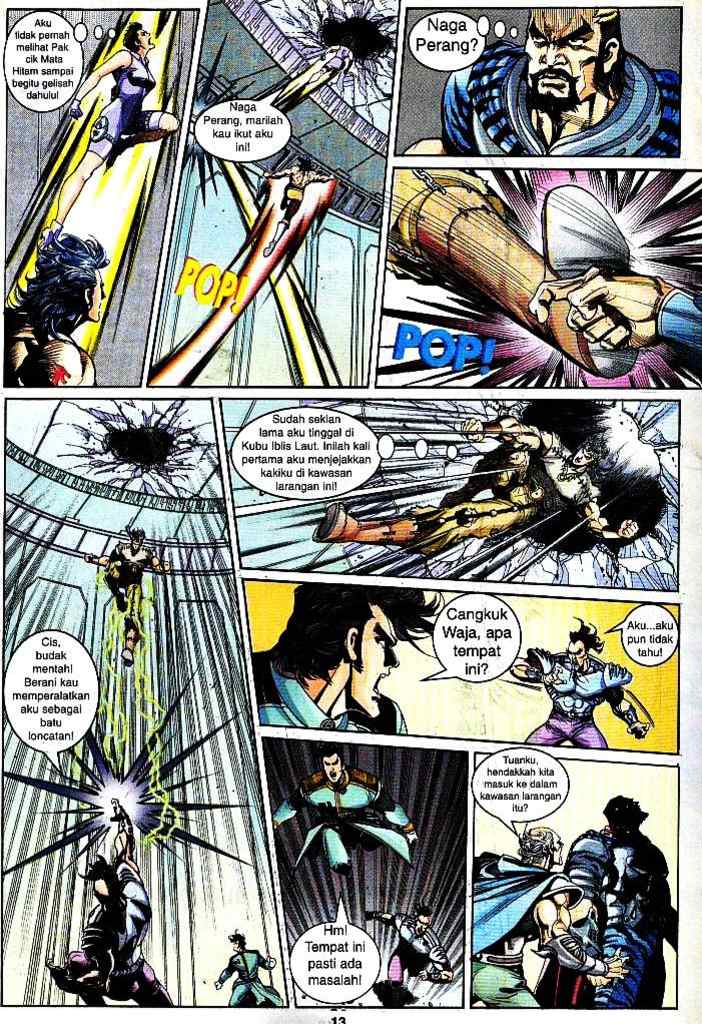 Aku
tidak pernah
melihat Pak
cik Mata
Hitam sampai
begitu gelisah
dahulu!
Naga
Perang, marilah
kau ikut aku
ini!
POP!
Naga
Perang?
POP!
Cis,
budak
mentah!
Berani kau
memperalatkan
aku sebagai
batu
loncatan!
Sudah sekian
lama aku tinggal di
Kubu Iblis Laut. Inilah kali
pertama aku menjejakkan
kakiku di kawasan
larangan ini!
Cangkuk
Waja, apa
tempat
ini?
Aku...aku
pun tidak
tahu!
Hm!
Tempat ini
pasti ada
masalah!
Tuanku,
hendakkah kita
masuk ke dalam
kawasan larangan
itu?
13